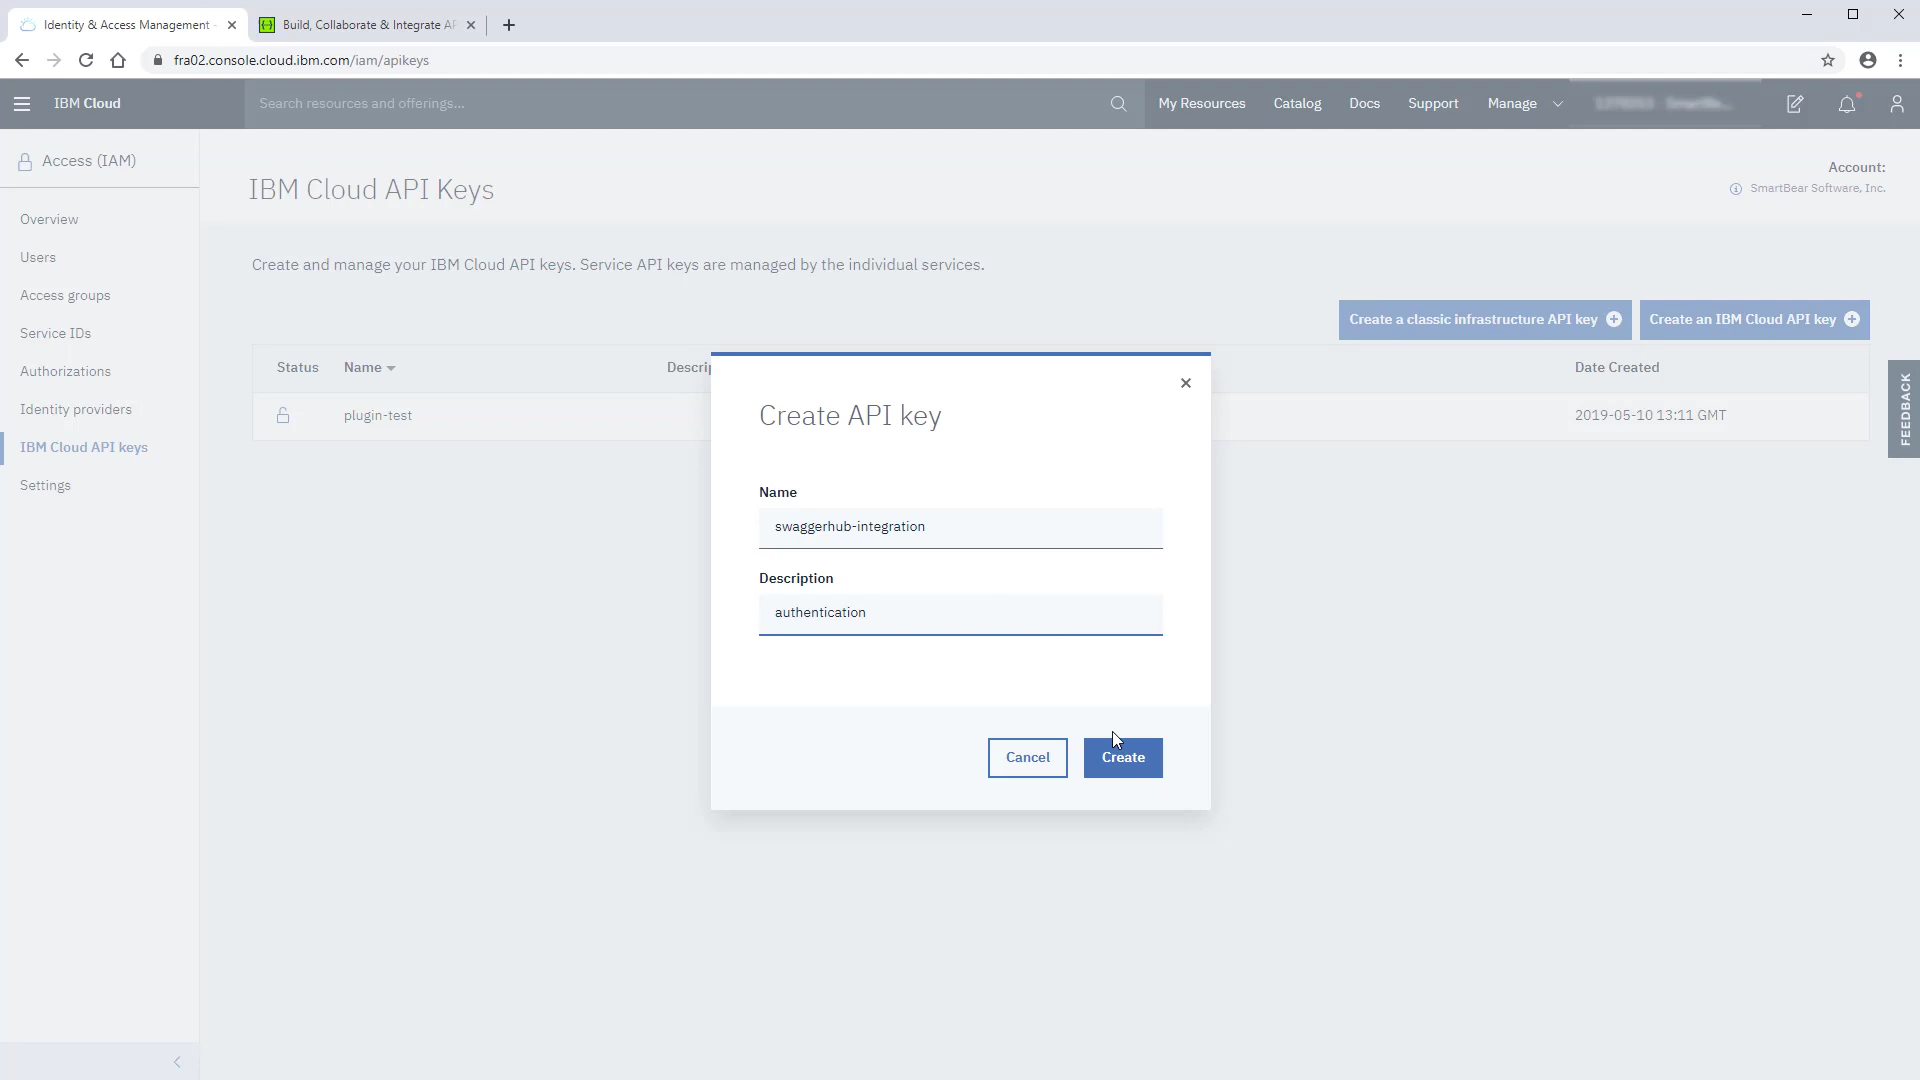 Identity & Access Management -
Build, Collaborate & Integrate AP
fra02.console.cloud.ibm.com/iam/apikeys
IBM Cloud
Search resources and offerings...
My Resources
Catalog
Docs
Support
Manage
Access (IAM)
Overview
Users
Access groups
Service IDs
Authorizations
Identity providers
IBM Cloud API keys
Settings
IBM Cloud API Keys
Account:
SmartBear Software, Inc.
Create and manage your IBM Cloud API keys. Service API keys are managed by the individual services.
Create a classic infrastructure API key
Create an IBM Cloud API key
Status Name Descrip Date Created
plugin-test 2019-05-10 13:11 GMT
FEEDBACK
Create API key
Name
swaggerhub-integration
Description
authentication
Cancel
Create